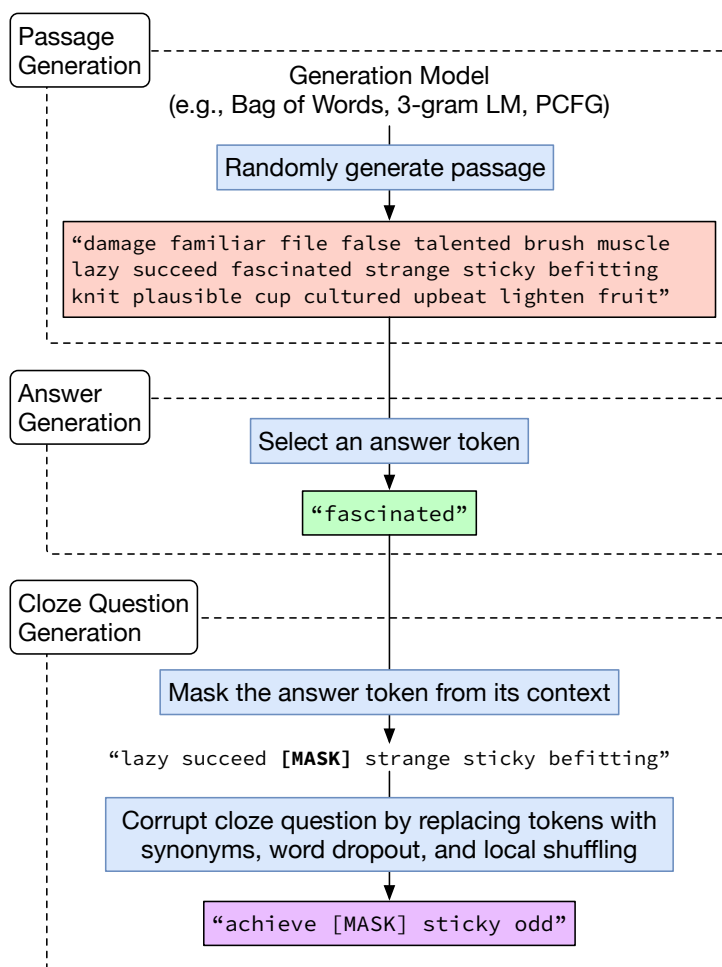 Passage
Generation
Generation Model
(e.g., Bag of Words, 3-gram LM, PCFG)
Randomly generate passage
“damage familiar file false talented brush muscle
lazy succeed fascinated strange sticky befitting
knit plausible cup cultured upbeat lighten fruit”
Answer
Generation
Select an answer token
“fascinated”
Cloze Question
Generation
Mask the answer token from its context
“lazy succeed [MASK] strange sticky befitting”
Corrupt cloze question by replacing tokens with
synonyms, word dropout, and local shuffling
“achieve [MASK] sticky odd”